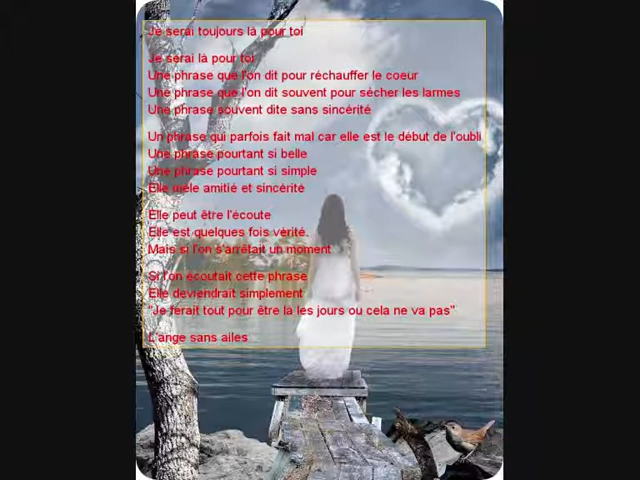 Je serai toujours là pour toi
Je serai là pour toi
Une phrase que l'on dit pour réchauffer le coeur
Une phrase que l'on dit souvent pour sécher les larmes
Une phrase souvent dite sans sincérité
Un phrase qui parfois fait mal car elle est le début de l'oubli
Une phrase pourtant si belle
Une phrase pourtant si simple
Elle mêle amitié et sincérité
Elle peut être l'écoute
Elle est quelques fois vérité.
Mais si l'on s'arrêtait un moment
Si l'on écoutait cette phrase
Elle deviendrait simplement
"Je ferait tout pour être là les jours ou cela ne va pas"
L'ange sans ailes